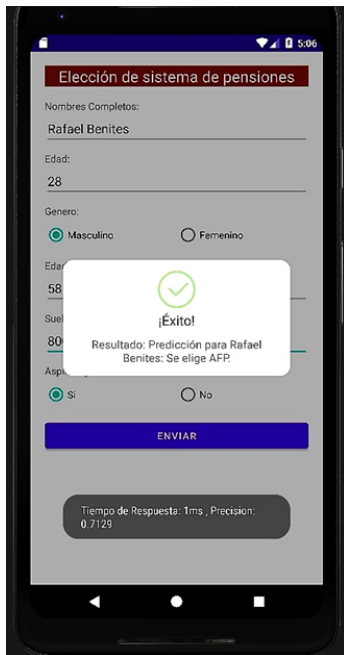 5:06
Elección de sistema de pensiones
Nombres Completos:
Rafael Benites
Edad:
28
Genero:
Masculino Femenino
58
¡Éxito!
Resultado: Predicción para Rafael
Benites: Se elige AFP.
Si No
ENVIAR
Tiempo de Respuesta: 1ms , Precision:
0.7129